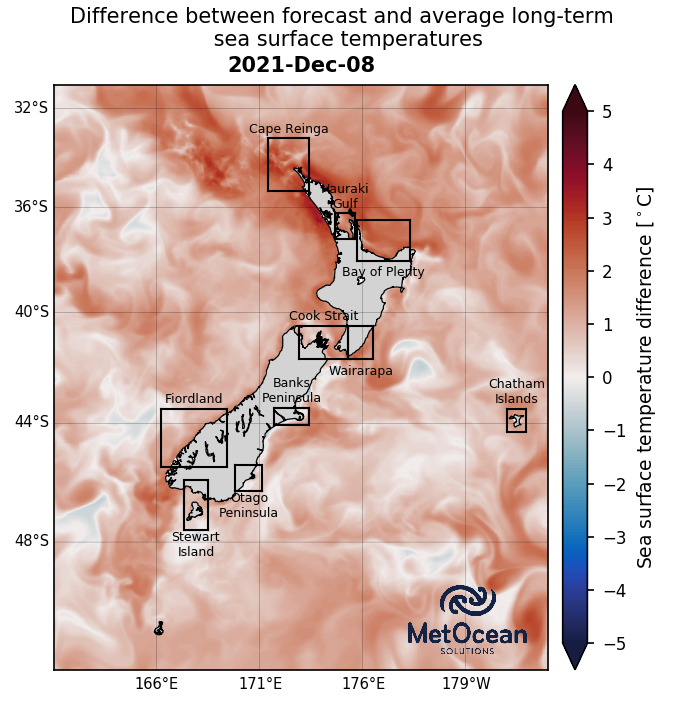 Difference between forecast and average long-term
sea surface temperatures
2021-Dec-08
32°S
36°S
40°S
44°S
48°S
166°E
171°E
176°E
179°W
Cape Reinga
Hauraki
Gulf
Bay of Plenty
Cook Strait
Wairarapa
Banks
Peninsula
Fiordland
Chatham
Islands
Otago
Peninsula
Stewart
Island
MetOcean
SOLUTIONS
5
4
3
2
1
0
−1
−2
−3
−4
−5
Sea surface temperature difference [°C]